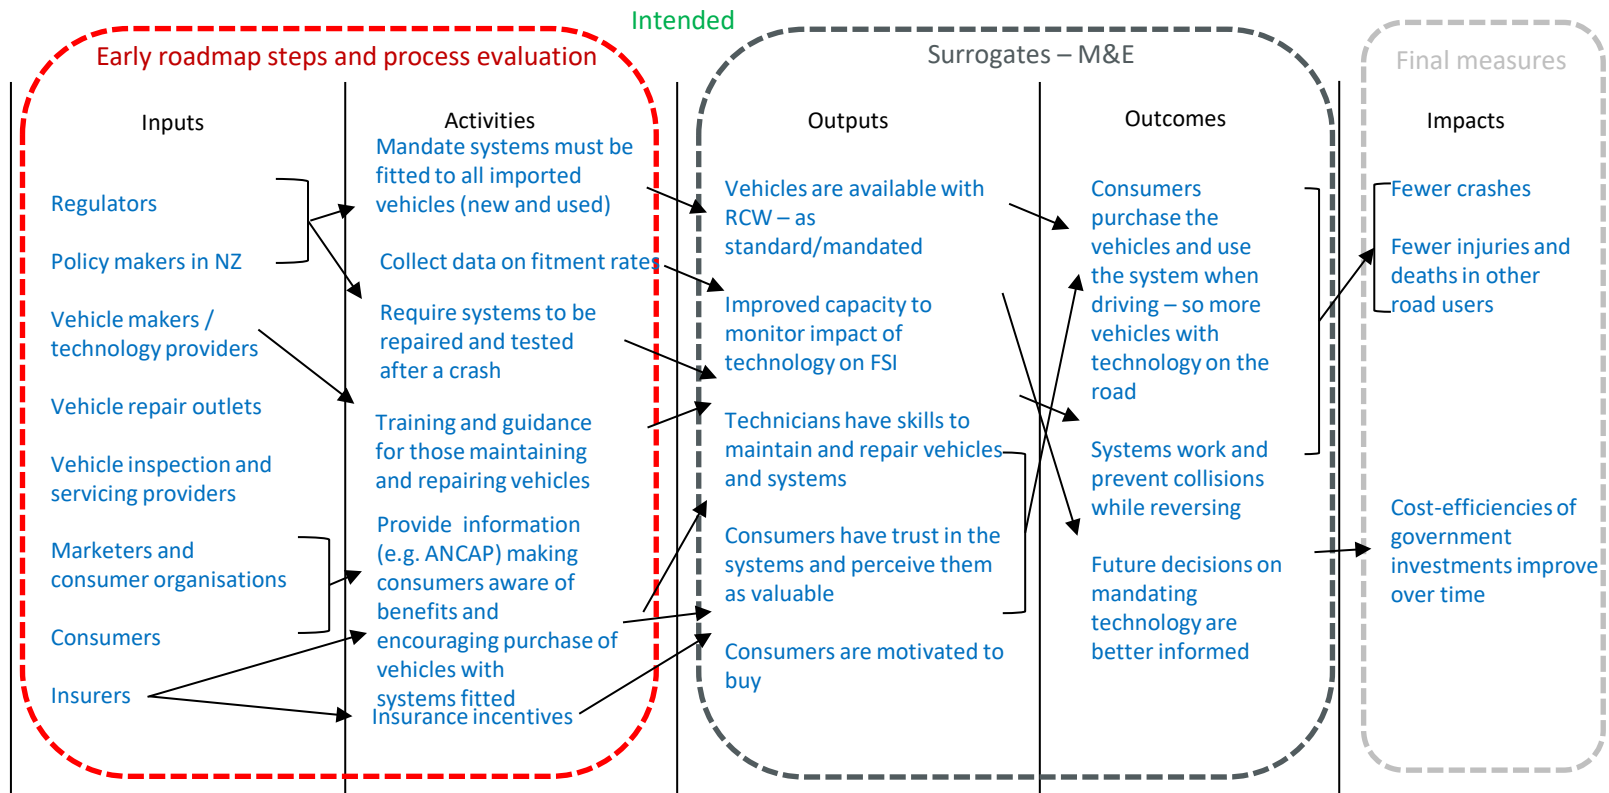 Intended
Early roadmap steps and process evaluation
Surrogates – M&E
Final measures
Inputs
Regulators
Policy makers in NZ
Vehicle makers /
technology providers
Vehicle repair outlets
Vehicle inspection and
servicing providers
Marketers and
consumer organisations
Consumers
Insurers
Activities
Mandate systems must be
fitted to all imported
vehicles (new and used)
Collect data on fitment rates
Require systems to be
repaired and tested
after a crash
Training and guidance
for those maintaining
and repairing vehicles
Provide  information
(e.g. ANCAP) making
consumers aware of
benefits and
encouraging purchase of
vehicles with
systems fitted
Insurance incentives
Outputs
Vehicles are available with
RCW – as
standard/mandated
Improved capacity to
monitor impact of
technology on FSI
Technicians have skills to
maintain and repair vehicles
and systems
Consumers have trust in the
systems and perceive them
as valuable
Consumers are motivated to
buy
Outcomes
Consumers
purchase the
vehicles and use
the system when
driving – so more
vehicles with
technology on the
road
Systems work and
prevent collisions
while reversing
Future decisions on
mandating
technology are
better informed
Impacts
Fewer crashes
Fewer injuries and
deaths in other
road users
Cost-efficiencies of
government
investments improve
over time